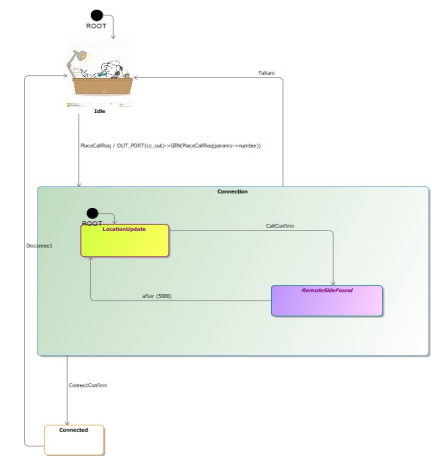 ROOT
Idle
Failure
PlaceCallReq / OUT_PORT(cc_out)->GEN(PlaceCallReq(params->number))
Connection
ROOT
LocationUpdate
CallConfirm
Disconnect
RemoteSideFound
after (5000)
ConnectConfirm
Connected